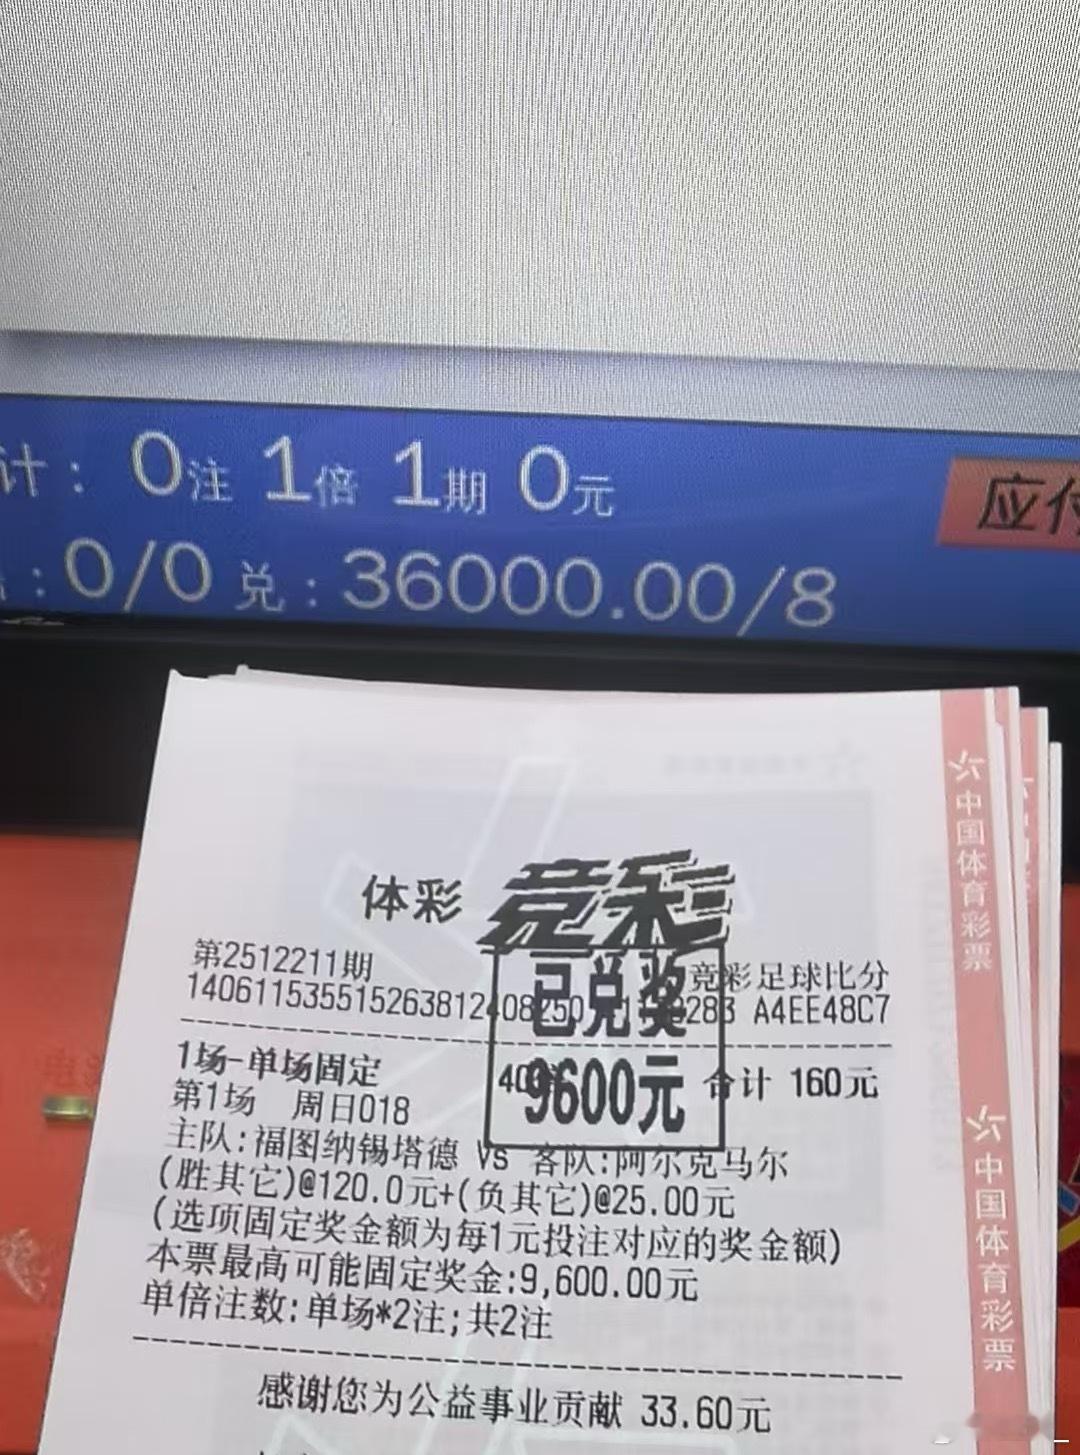 计：0注 1倍 1期 0元
应付
：0/0 兑：36000.00/8
体彩 竞彩
第2512211期 竞彩足球比分
已兑奖
A4EE48C7
9600元
1场-单场固定 合计 160元
第1场 周日018
主队:福图纳锡塔德 Vs 客队:阿尔克马尔
(胜其它)@120.0元+(负其它)@25.00元
(选项固定奖金额为每1元投注对应的奖金额)
本票最高可能固定奖金:9,600.00元
单倍注数:单场*2注;共2注
感谢您为公益事业贡献 33.60元
中国体育彩票
中国体育彩票